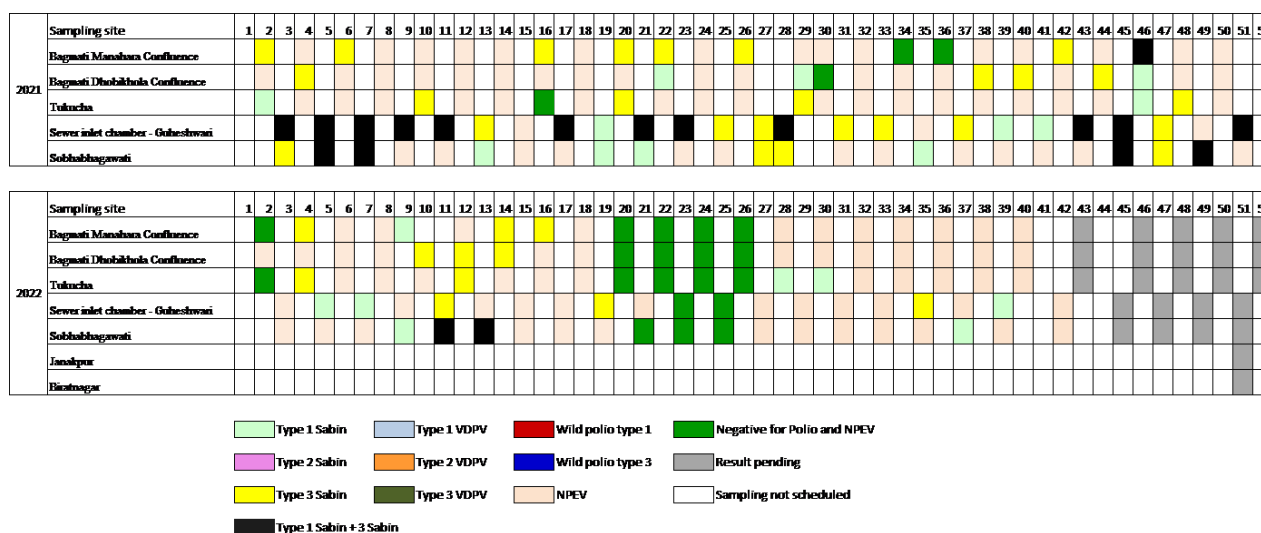 Sampling site 1 2 3 4 5 6 7 8 9 10 11 12 13 14 15 16 17 18 19 20 21 22 23 24 25 26 27 28 29 30 31 32 33 34 35 36 37 38 39 40 41 42 43 44 45 46 47 48 49 50 51
2021
Bagmati Manahara Confluence
Bagmati Dhobikhola Confluence
Tukucha
Sewer inlet chamber - Guheshwari
Sobhabhagawati
Sampling site 1 2 3 4 5 6 7 8 9 10 11 12 13 14 15 16 17 18 19 20 21 22 23 24 25 26 27 28 29 30 31 32 33 34 35 36 37 38 39 40 41 42 43 44 45 46 47 48 49 50 51
2022
Bagmati Manahara Confluence
Bagmati Dhobikhola Confluence
Tukucha
Sewer inlet chamber - Guheshwari
Sobhabhagawati
Janakpur
Biratnagar
Type 1 Sabin Type 1 VDPV Wild polio type 1 Negative for Polio and NPEV
Type 2 Sabin Type 2 VDPV Wild polio type 3 Result pending
Type 3 Sabin Type 3 VDPV NPEV Sampling not scheduled
Type 1 Sabin + 3 Sabin